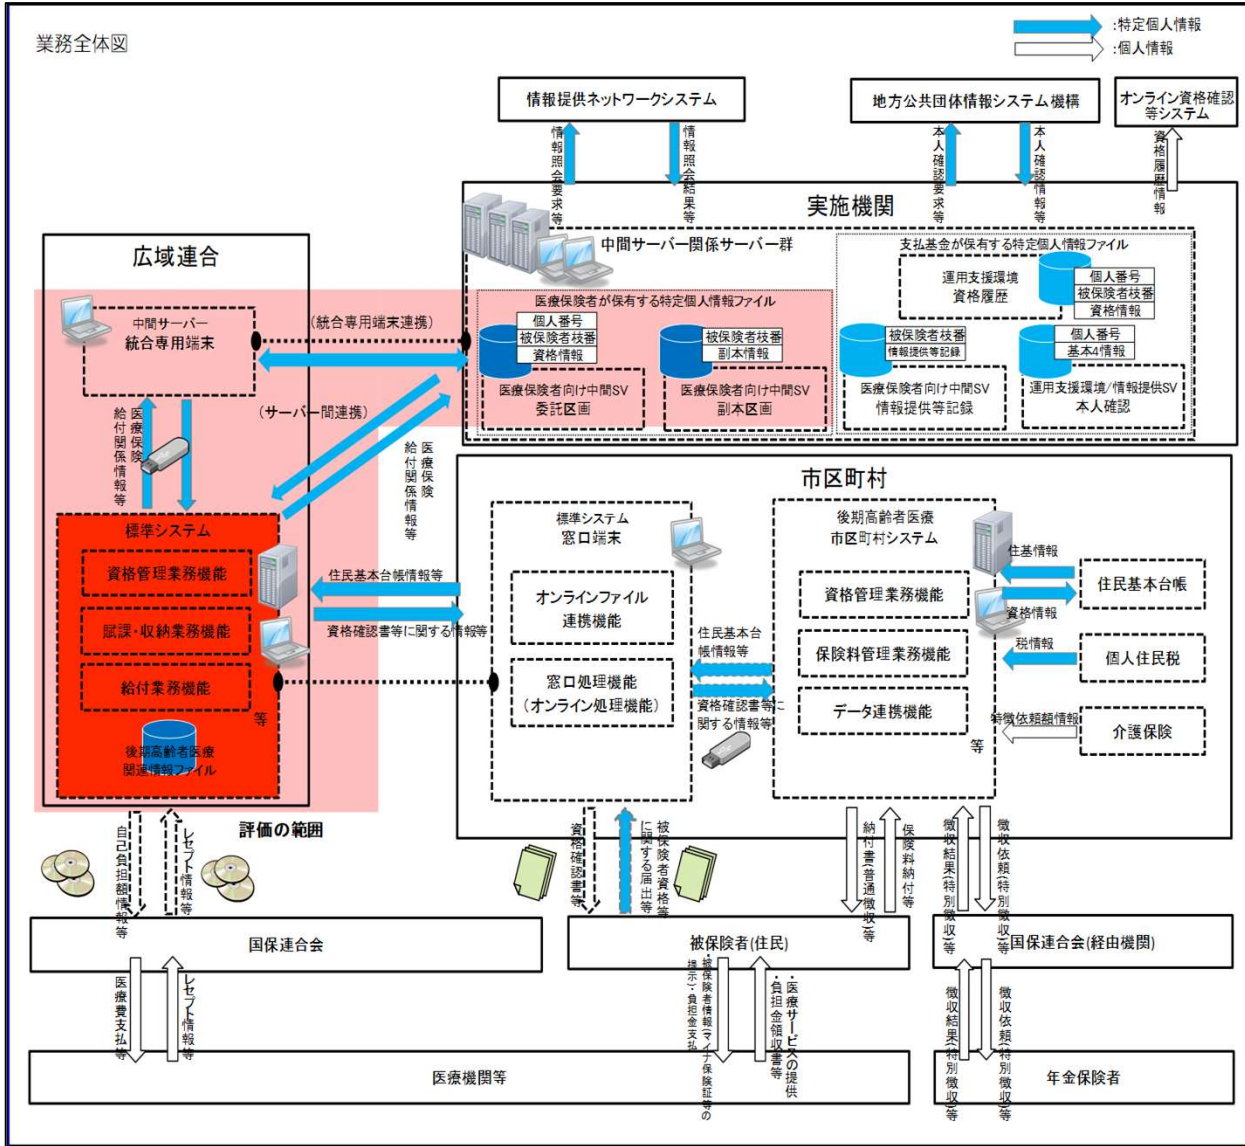 業務全体図
:特定個人情報
:個人情報
情報提供ネットワークシステム
地方公共団体情報システム機構
オンライン資格確認
等システム
情報照会要求等
情報照会結果等
本人確認要求等
本人確認情報等
資格履歴情報
実施機関
中間サーバー関係サーバー群
支払基金が保有する特定個人情報ファイル
運用支援環境
資格履歴
個人番号
被保険者枝番
資格情報
医療保険者が保有する特定個人情報ファイル
個人番号
被保険者枝番
資格情報
被保険者枝番
副本情報
被保険者枝番
情報提供等記録
個人番号
基本4情報
医療保険者向け中間SV
委託区画
医療保険者向け中間SV
副本区画
医療保険者向け中間SV
情報提供等記録
運用支援環境/情報提供SV
本人確認
広域連合
中間サーバー
統合専用端末
(統合専用端末連携)
(サーバー間連携)
医療保険
給付関係情報等
医療保険
給付関係情報等
標準システム
資格管理業務機能
賦課・収納業務機能
給付業務機能
等
後期高齢者医療
関連情報ファイル
評価の範囲
住民基本台帳情報等
資格確認書等に関する情報等
市区町村
標準システム
窓口端末
オンラインファイル
連携機能
窓口処理機能
(オンライン処理機能)
住民基本台
帳情報等
資格確認書等に
関する情報等
後期高齢者医療
市区町村システム
資格管理業務機能
保険料管理業務機能
データ連携機能
等
住基情報
資格情報
税情報
特徴依頼額情報
住民基本台帳
個人住民税
介護保険
自己負担額情報等
レセプト情報等
資格確認書等
被保険者資格等
に関する届出等
納付書(普通徴収)等
保険料納付等
徴収結果(特別徴収)等
徴収依頼(特別徴収)等
国保連合会
被保険者(住民)
国保連合会(経由機関)
医療費支払等
レセプト情報等
・被保険者情報(マイナ保険証等の
提示)・負担金支払
・医療サービスの提供
・負担金領収書等
徴収結果(特別徴収)等
徴収依頼(特別徴収)等
医療機関等
年金保険者